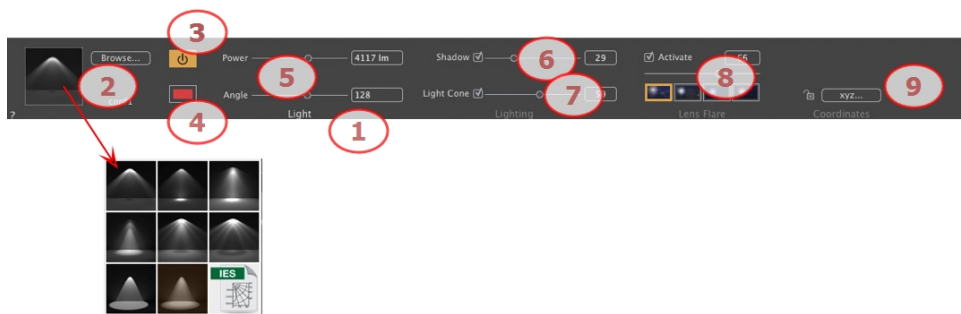 3
Browse...
Power
4117 lm
Shadow
29
Activate
2
5
6
8
7
9
Angle
128
Light Cone
xyz...
4
?
Light
1
Lighting
Lens Flare
Coordinates
IES